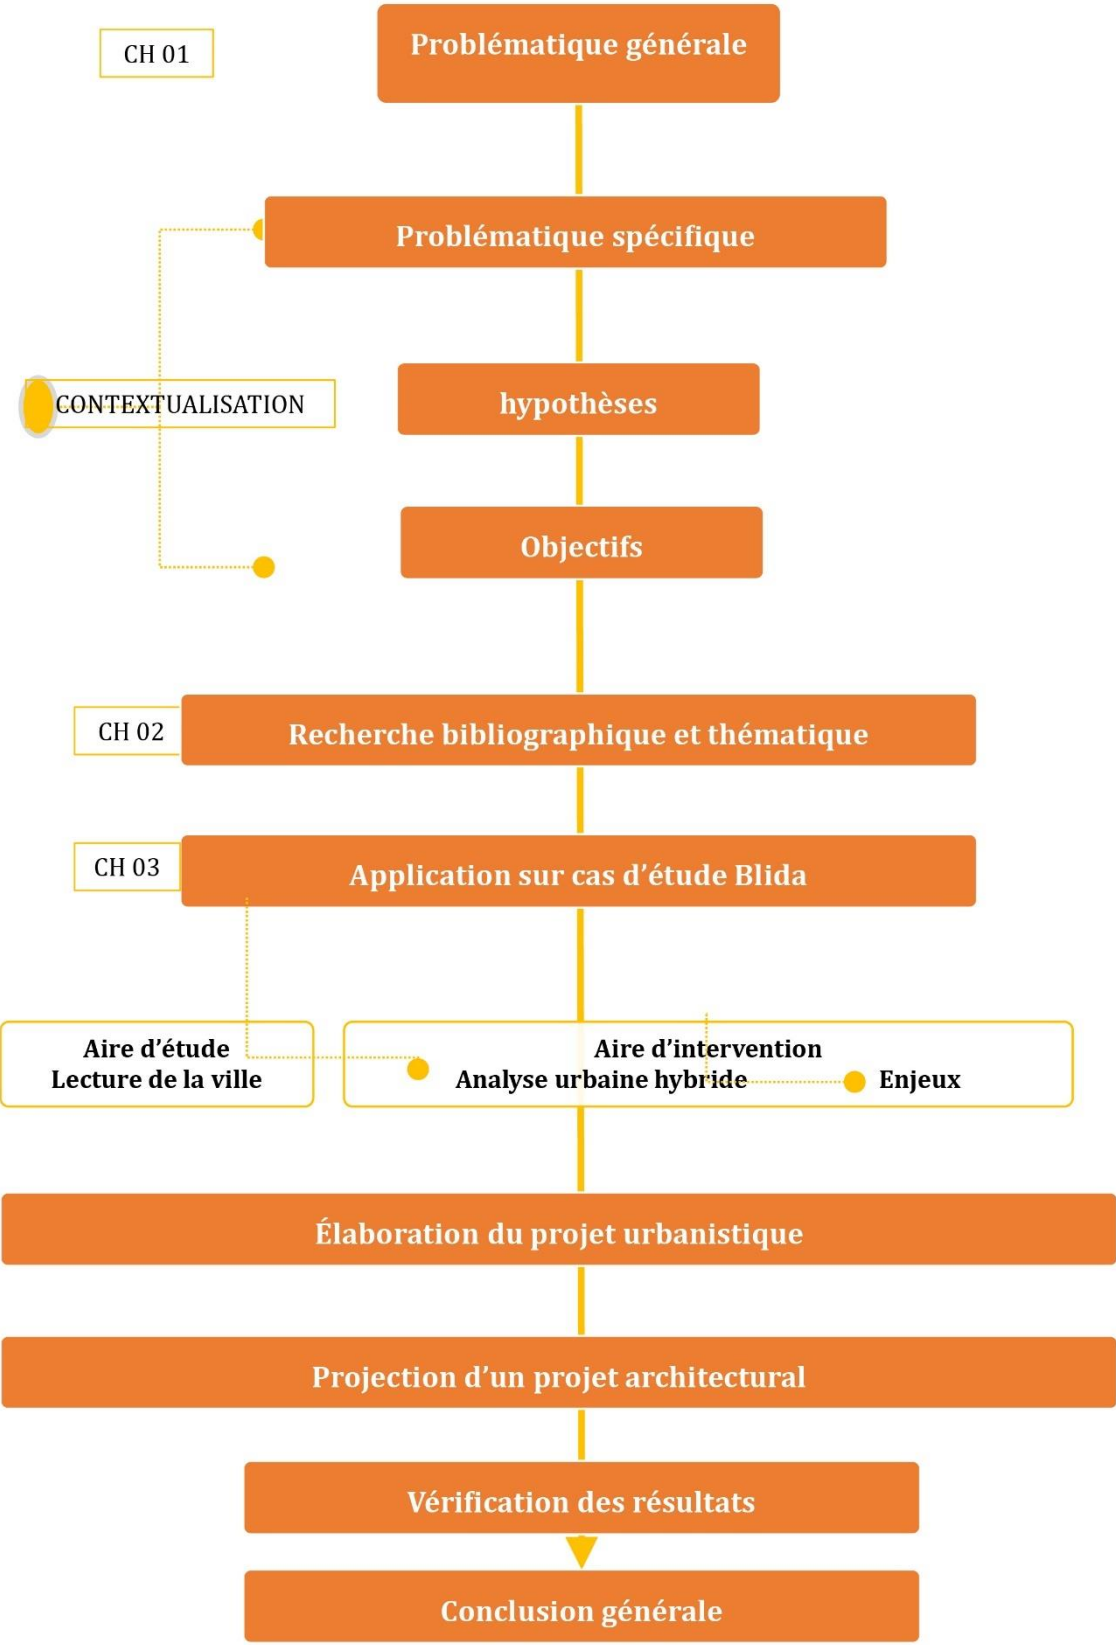 CH 01
Problématique générale
Problématique spécifique
CONTEXTUALISATION
hypothèses
Objectifs
CH 02
Recherche bibliographique et thématique
CH 03
Application sur cas d’étude Blida
Aire d’étude
Lecture de la ville
Aire d’intervention
Analyse urbaine hybride Enjeux
Élaboration du projet urbanistique
Projection d’un projet architectural
Vérification des résultats
Conclusion générale